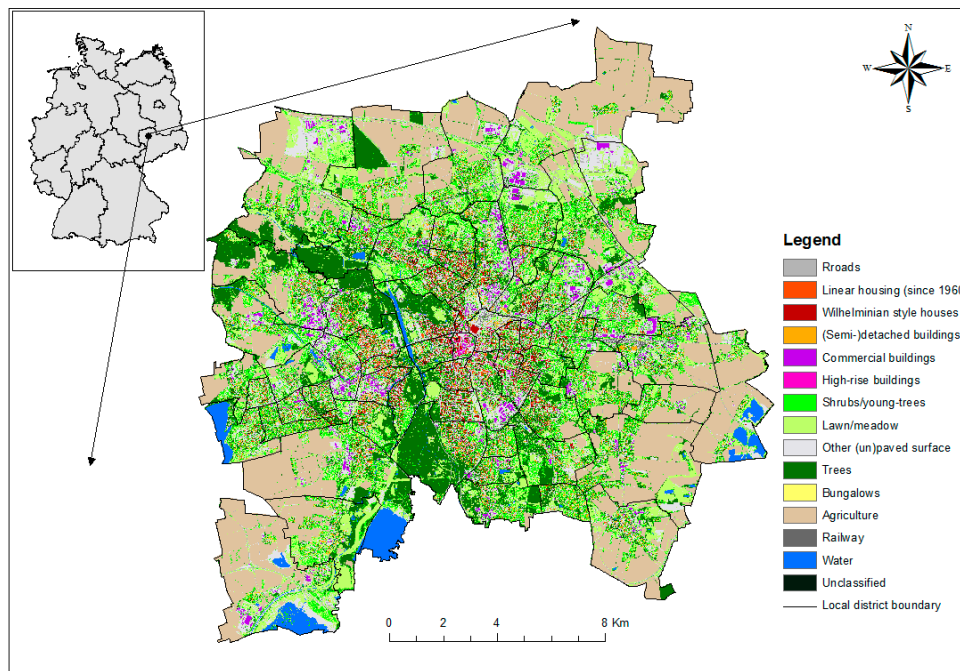 N
W E
S
Legend
Rroads
Linear housing (since 1960
Wilhelminian style houses
(Semi-)detached buildings
Commercial buildings
High-rise buildings
Shrubs/young-trees
Lawn/meadow
Other (un)paved surface
Trees
Bungalows
Agriculture
Railway
Water
Unclassified
Local district boundary
0 2 4 8 Km